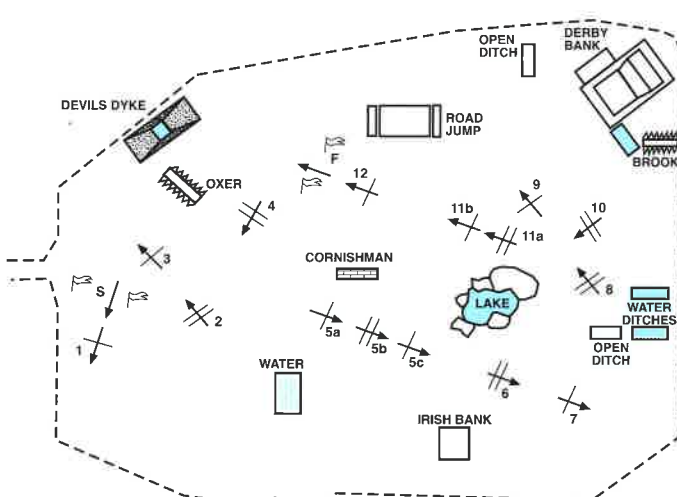 OPEN
DITCH
DERBY
BANK
DEVILS DYKE
ROAD
JUMP
BROOK
F
OXER
12
4
9
10
11b
11a
3
CORNISHMAN
S
LAKE
8
WATER
DITCHES
5a
5b
5c
2
1
OPEN
DITCH
WATER
6
7
IRISH BANK